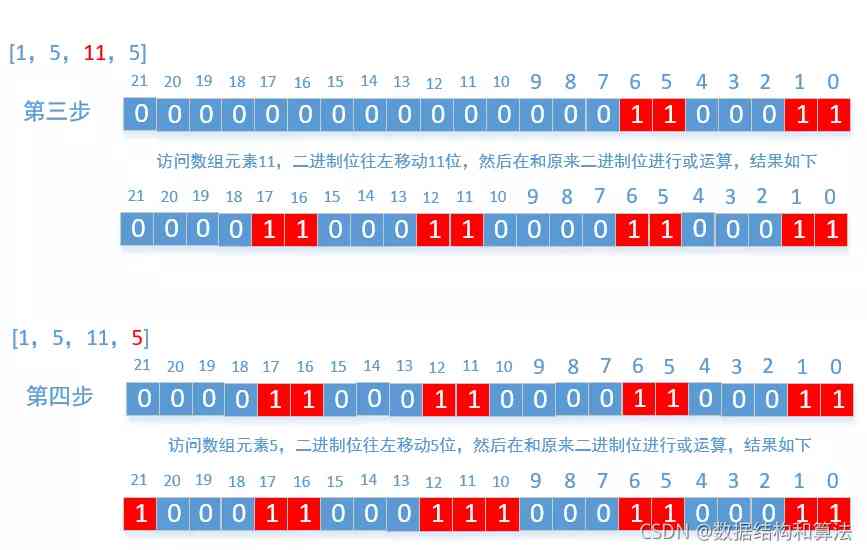 [1, 5, 11, 5]
21 20 19 18 17 16 15 14 13 12 11 10 9 8 7 6 5 4 3 2 1 0
第三步 0 0 0 0 0 0 0 0 0 0 0 0 0 0 0 1 1 0 0 0 1 1
访问数组元素11，二进制位往左移动11位，然后在和原来二进制位进行或运算，结果如下
21 20 19 18 17 16 15 14 13 12 11 10 9 8 7 6 5 4 3 2 1 0
0 0 0 0 1 1 0 0 0 1 1 0 0 0 0 1 1 0 0 0 1 1
[1, 5, 11, 5]
21 20 19 18 17 16 15 14 13 12 11 10 9 8 7 6 5 4 3 2 1 0
第四步 0 0 0 0 1 1 0 0 0 1 1 0 0 0 0 1 1 0 0 0 1 1
访问数组元素5，二进制位往左移动5位，然后在和原来二进制位进行或运算，结果如下
21 20 19 18 17 16 15 14 13 12 11 10 9 8 7 6 5 4 3 2 1 0
1 0 0 0 1 1 0 0 0 1 1 1 0 0 0 1 1 0 0 0 1 1
CSDN @数据结构和算法